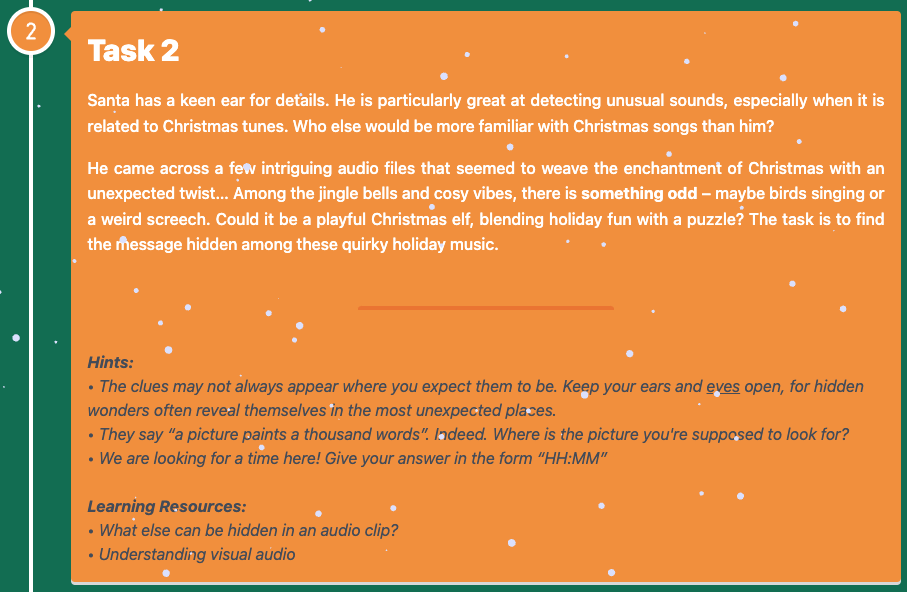 2
Task 2
Santa has a keen ear for details. He is particularly great at detecting unusual sounds, especially when it is
related to Christmas tunes. Who else would be more familiar with Christmas songs than him?
He came across a few intriguing audio files that seemed to weave the enchantment of Christmas with an
unexpected twist... Among the jingle bells and cosy vibes, there is something odd – maybe birds singing or
a weird screech. Could it be a playful Christmas elf, blending holiday fun with a puzzle? The task is to find
the message hidden among these quirky holiday music.
Hints:
• The clues may not always appear where you expect them to be. Keep your ears and eyes open, for hidden
wonders often reveal themselves in the most unexpected places.
• They say “a picture paints a thousand words”. Indeed. Where is the picture you're supposed to look for?
• We are looking for a time here! Give your answer in the form “HH:MM”
Learning Resources:
• What else can be hidden in an audio clip?
• Understanding visual audio